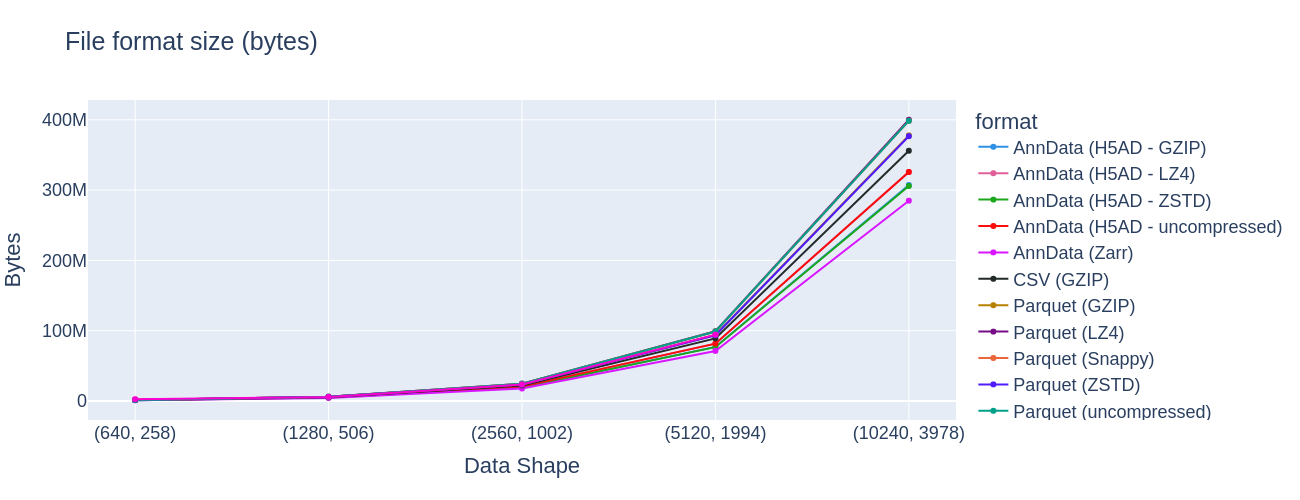 File format size (bytes)
format
400M
300M
200M
100M
0
Bytes
(640, 258)
(1280, 506)
(2560, 1002)
(5120, 1994)
(10240, 3978)
Data Shape
AnnData (H5AD - GZIP)
AnnData (H5AD - LZ4)
AnnData (H5AD - ZSTD)
AnnData (H5AD - uncompressed)
AnnData (Zarr)
CSV (GZIP)
Parquet (GZIP)
Parquet (LZ4)
Parquet (Snappy)
Parquet (ZSTD)
Parquet (uncompressed)